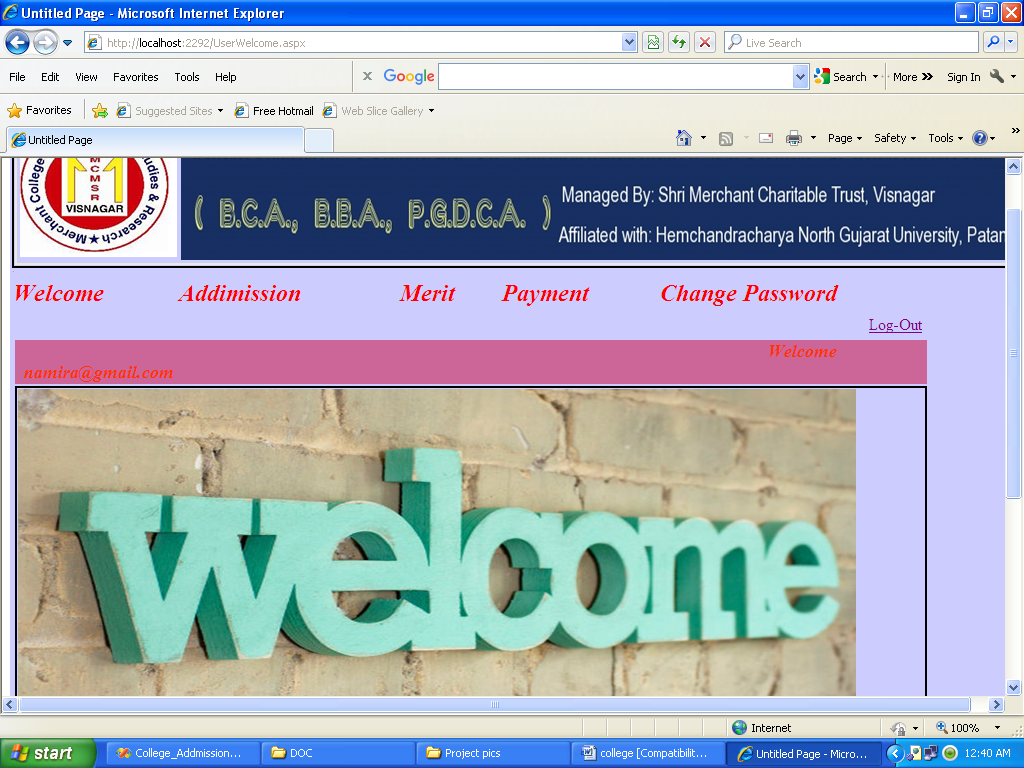 Untitled Page - Microsoft Internet Explorer
http://localhost:2292/UserWelcome.aspx
Live Search
File Edit View Favorites Tools Help
x Google Search More Sign In
Favorites Suggested Sites Free Hotmail Web Slice Gallery
Untitled Page
Page Safety Tools
Merchant College
MCMSR
VISNAGAR
dies & Research
( B.C.A., B.B.A., P.G.D.C.A. )
Managed By: Shri Merchant Charitable Trust, Visnagar
Affiliated with: Hemchandracharya North Gujarat University, Patan
Welcome Addimission Merit Payment Change Password
Log-Out
Welcome
namira@gmail.com
welcome
Internet 100%
start College_Addmission... DOC Project pics college [Compatibilit... Untitled Page - Micro... 12:40 AM